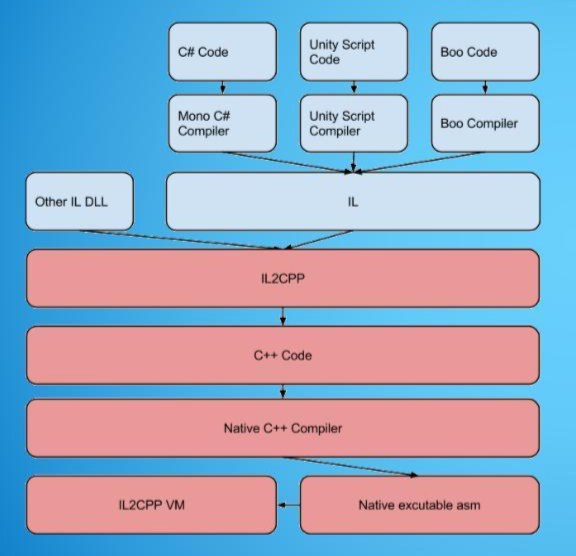 C# Code
Unity Script
Code
Boo Code
Mono C#
Compiler
Unity Script
Compiler
Boo Compiler
Other IL DLL
IL
IL2CPP
C++ Code
Native C++ Compiler
IL2CPP VM
Native excutable asm